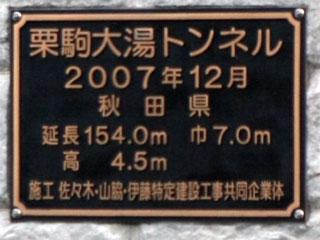 栗駒大湯トンネル
2007年12月
秋田県
延長154.0m 巾7.0m
高 4.5m
施工 佐々木・山脇・伊藤特定建設工事共同企業体